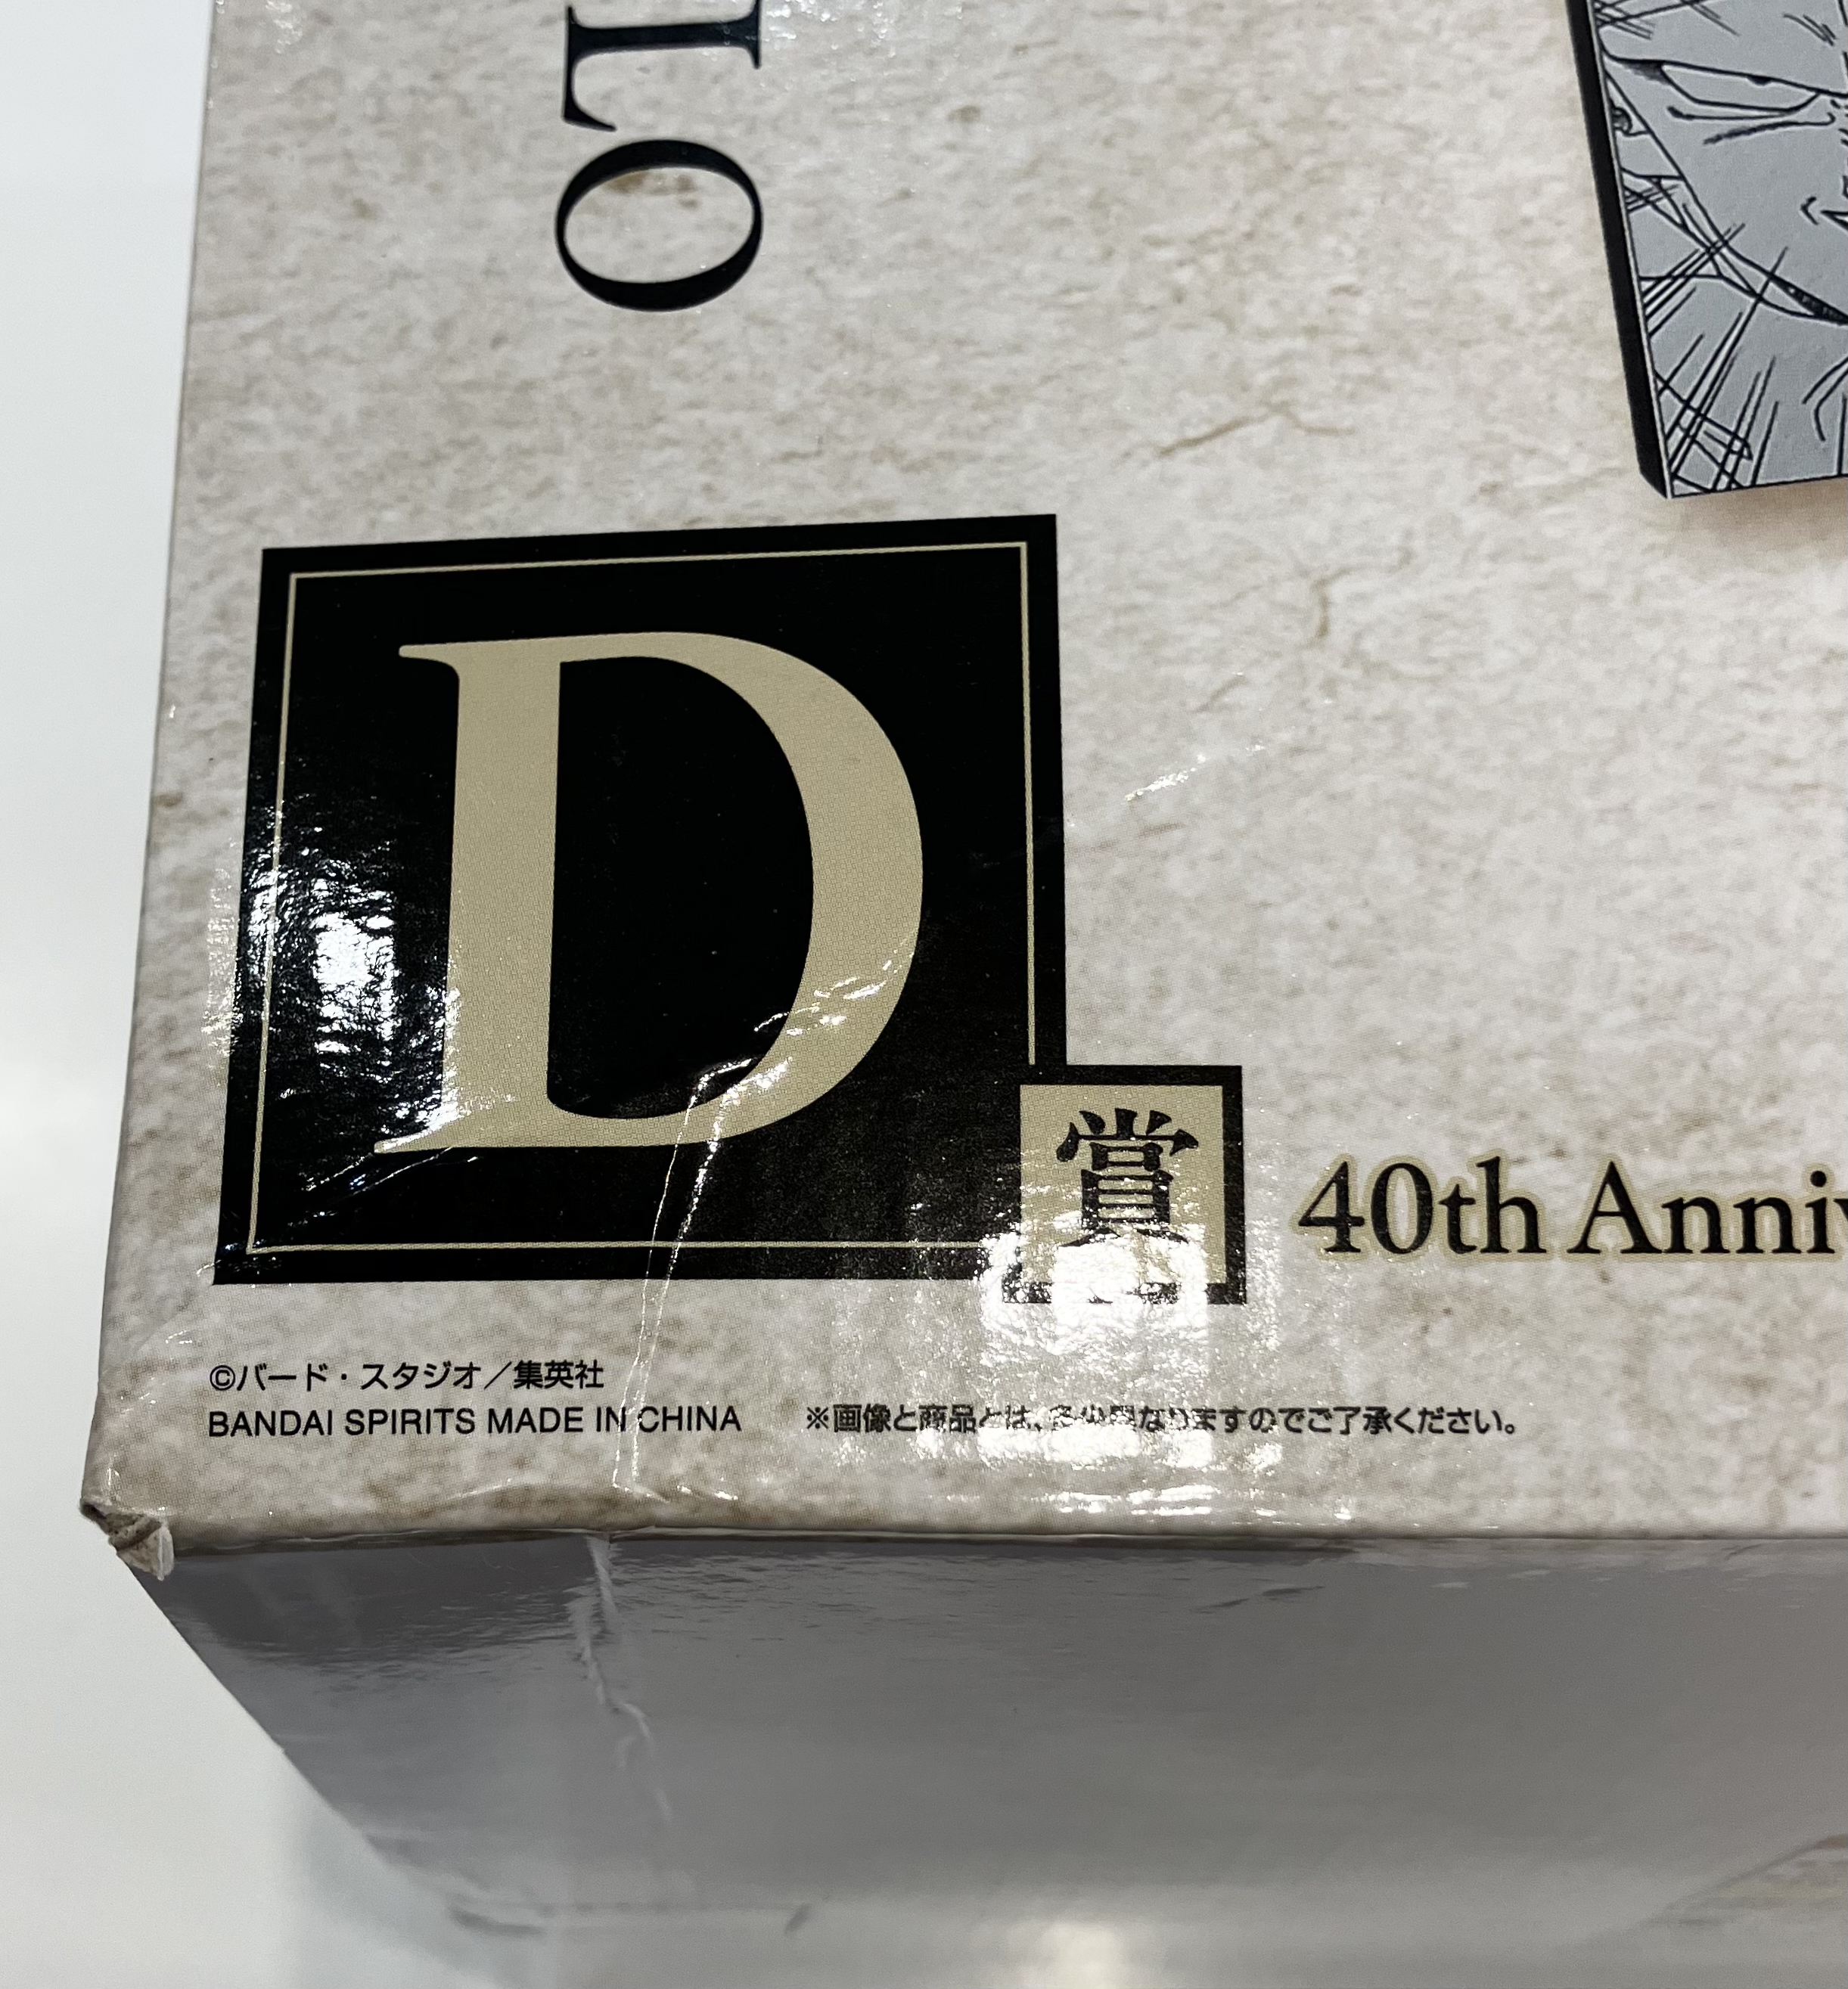 TO
D
賞
40th Anniv
©バード・スタジオ／集英社
BANDAI SPIRITS MADE IN CHINA
※画像と商品とは、多少異なりますのでご了承ください。